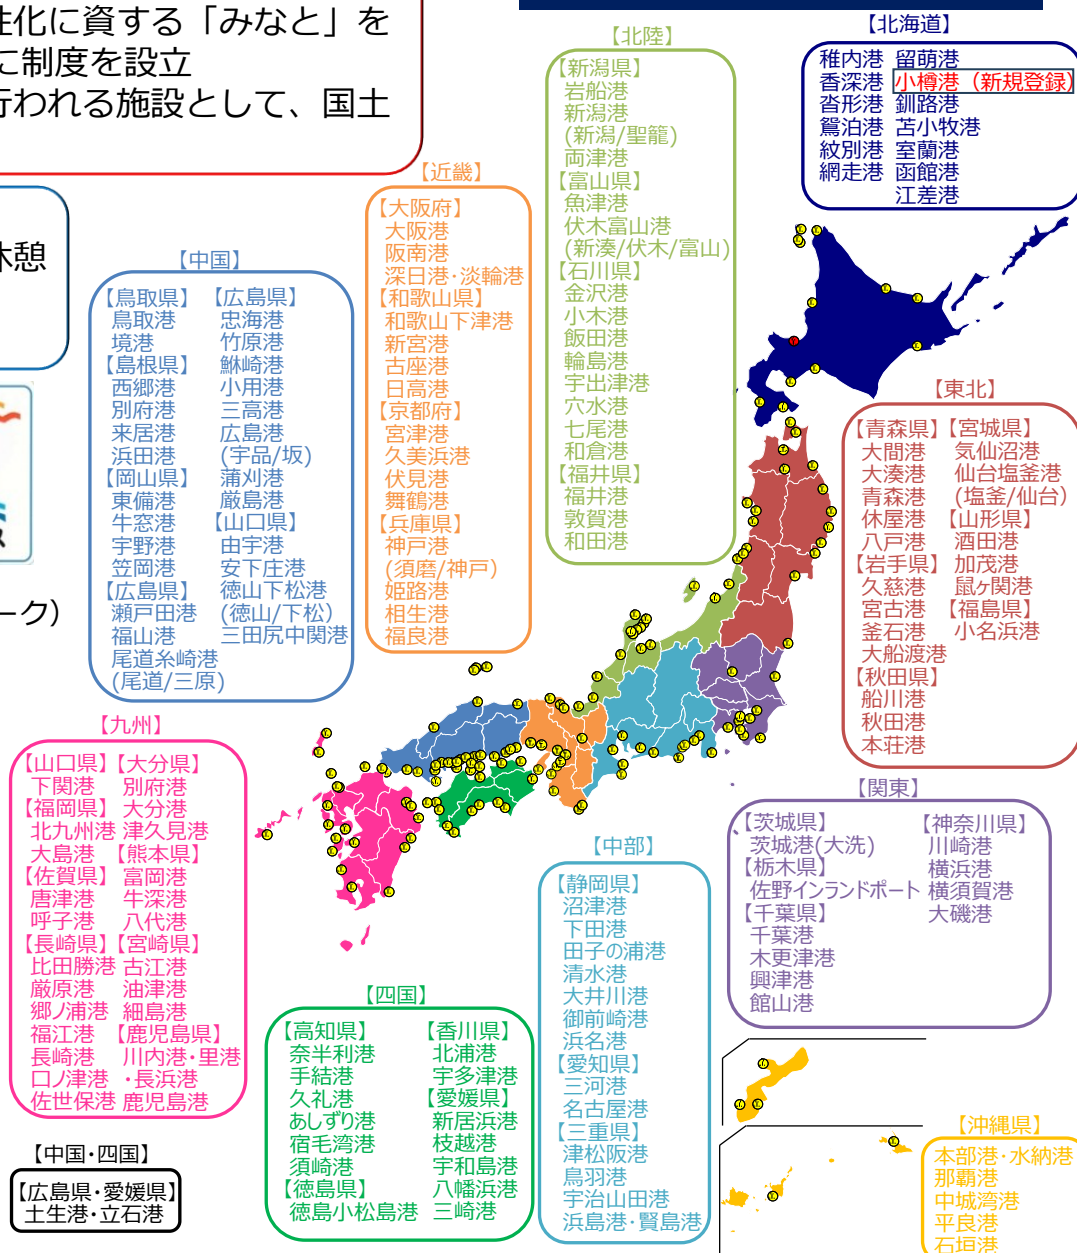 性化に資する「みなと」を
に制度を設立
行われる施設として、国土
休憩
ス
ーク)
【北海道】
稚内港 留萌港
香深港 小樽港（新規登録）
沓形港 釧路港
鴛泊港 苫小牧港
紋別港 室蘭港
網走港 函館港
江差港
【北陸】
【新潟県】
岩船港
新潟港
(新潟/聖籠)
両津港
【富山県】
魚津港
伏木富山港
(新湊/伏木/富山)
【石川県】
金沢港
小木港
飯田港
輪島港
宇出津港
穴水港
七尾港
和倉港
【福井県】
福井港
敦賀港
和田港
【近畿】
【大阪府】
大阪港
阪南港
深日港・淡輪港
【和歌山県】
和歌山下津港
新宮港
古座港
日高港
【京都府】
宮津港
久美浜港
伏見港
舞鶴港
【兵庫県】
神戸港
(須磨/神戸)
姫路港
相生港
福良港
【中国】
【鳥取県】
鳥取港
境港
【島根県】
西郷港
別府港
来居港
浜田港
【岡山県】
東備港
牛窓港
宇野港
笠岡港
【広島県】
瀬戸田港
福山港
尾道糸崎港
(尾道/三原)
【広島県】
忠海港
竹原港
鮴崎港
小用港
三高港
広島港
(宇品/坂)
蒲刈港
厳島港
【山口県】
由宇港
安下庄港
徳山下松港
(徳山/下松)
三田尻中関港
【東北】
【青森県】
大間港
大湊港
青森港
休屋港
八戸港
【岩手県】
久慈港
宮古港
釜石港
大船渡港
【秋田県】
船川港
秋田港
本荘港
【宮城県】
気仙沼港
仙台塩釜港
(塩釜/仙台)
【山形県】
酒田港
加茂港
鼠ヶ関港
【福島県】
小名浜港
【九州】
【山口県】
下関港
【福岡県】
北九州港
大島港
【佐賀県】
唐津港
呼子港
【長崎県】
比田勝港
厳原港
郷ノ浦港
福江港
長崎港
口ノ津港
佐世保港
【大分県】
別府港
大分港
津久見港
【熊本県】
富岡港
牛深港
八代港
【宮崎県】
古江港
油津港
細島港
【鹿児島県】
川内港・里港
・長浜港
鹿児島港
【関東】
【茨城県】
茨城港(大洗)
【栃木県】
佐野インランドポート
【千葉県】
千葉港
木更津港
興津港
館山港
【神奈川県】
川崎港
横浜港
横須賀港
大磯港
【中部】
【静岡県】
沼津港
下田港
田子の浦港
清水港
大井川港
御前崎港
浜名港
【愛知県】
三河港
名古屋港
【三重県】
津松阪港
鳥羽港
宇治山田港
浜島港・賢島港
【四国】
【高知県】
奈半利港
手結港
久礼港
あしずり港
宿毛湾港
須崎港
【徳島県】
徳島小松島港
【香川県】
北浦港
宇多津港
【愛媛県】
新居浜港
枝越港
宇和島港
八幡浜港
三崎港
【中国・四国】
【広島県・愛媛県】
土生港・立石港
【沖縄県】
本部港・水納港
那覇港
中城湾港
平良港
石垣港